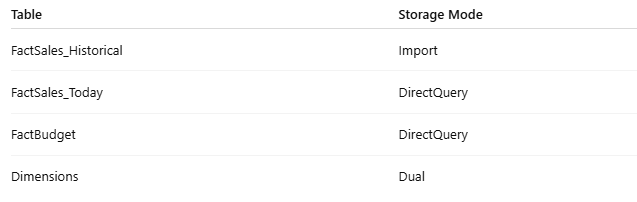 Table Storage Mode
FactSales_Historical Import
FactSales_Today DirectQuery
FactBudget DirectQuery
Dimensions Dual